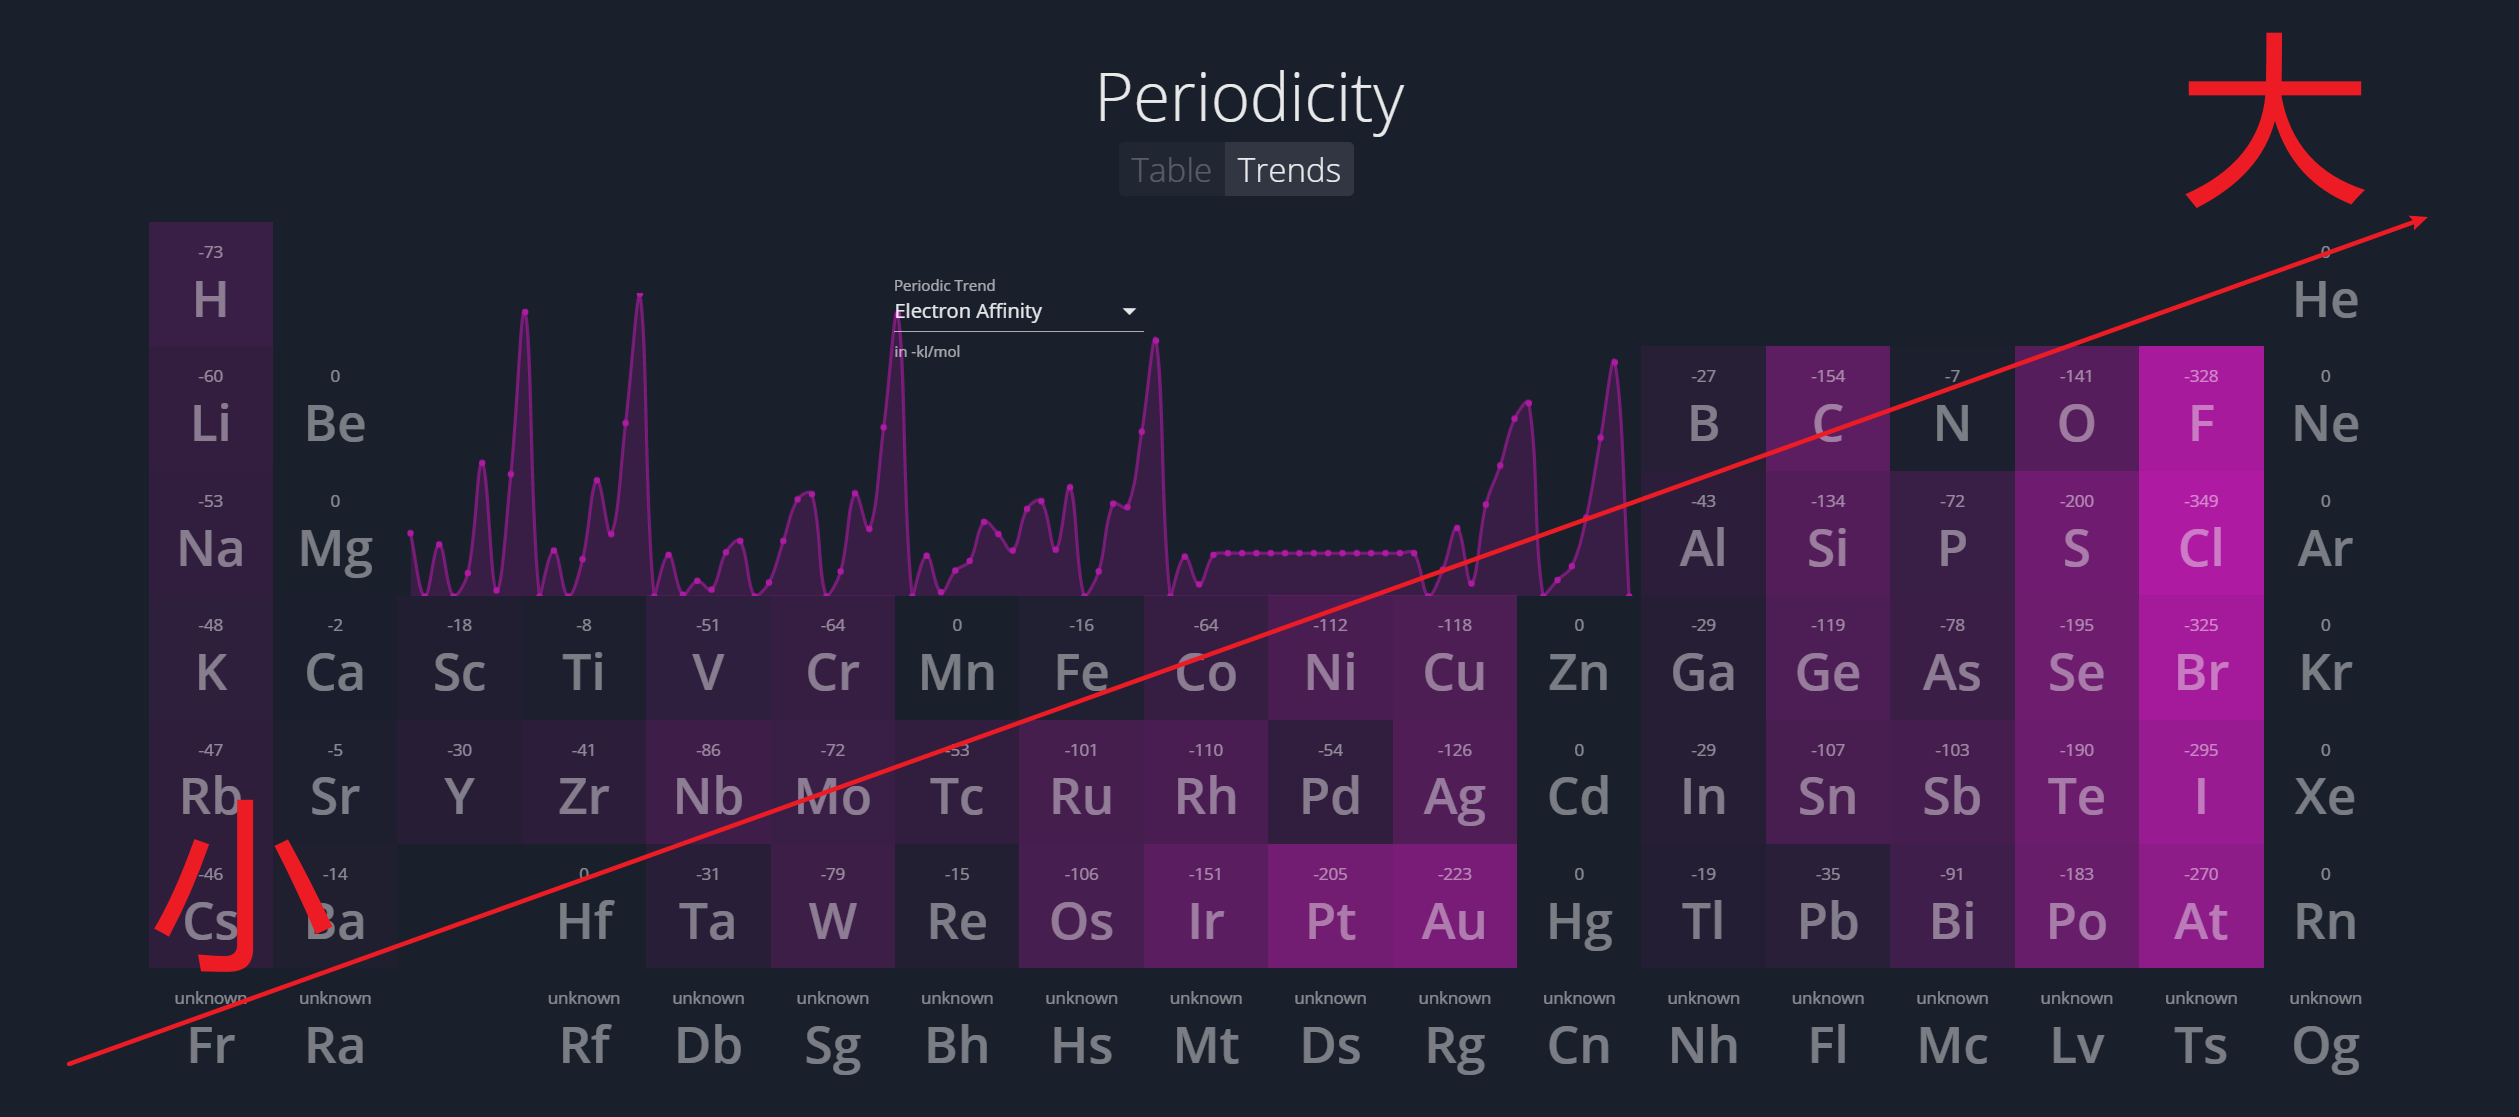 Periodicity
大
Table Trends
-73 0
H He
Periodic Trend
Electron Affinity
in -kJ/mol
-60 0 -27 -154 -7 -141 -328 0
Li Be B C N O F Ne
-53 0 -43 -134 -72 -200 -349 0
Na Mg Al Si P S Cl Ar
-48 -2 -18 -8 -51 -64 0 -16 -64 -112 -118 0 -29 -119 -78 -195 -325 0
K Ca Sc Ti V Cr Mn Fe Co Ni Cu Zn Ga Ge As Se Br Kr
-47 -5 -30 -41 -86 -72 -53 -101 -110 -54 -126 0 -29 -107 -103 -190 -295 0
Rb Sr Y Zr Nb Mo Tc Ru Rh Pd Ag Cd In Sn Sb Te I Xe
小
-46 -14 0 -31 -79 -15 -106 -151 -205 -223 0 -19 -35 -91 -183 -270 0
Cs Ba Hf Ta W Re Os Ir Pt Au Hg Tl Pb Bi Po At Rn
unknown unknown unknown unknown unknown unknown unknown unknown unknown unknown unknown unknown unknown unknown unknown unknown unknown
Fr Ra Rf Db Sg Bh Hs Mt Ds Rg Cn Nh Fl Mc Lv Ts Og